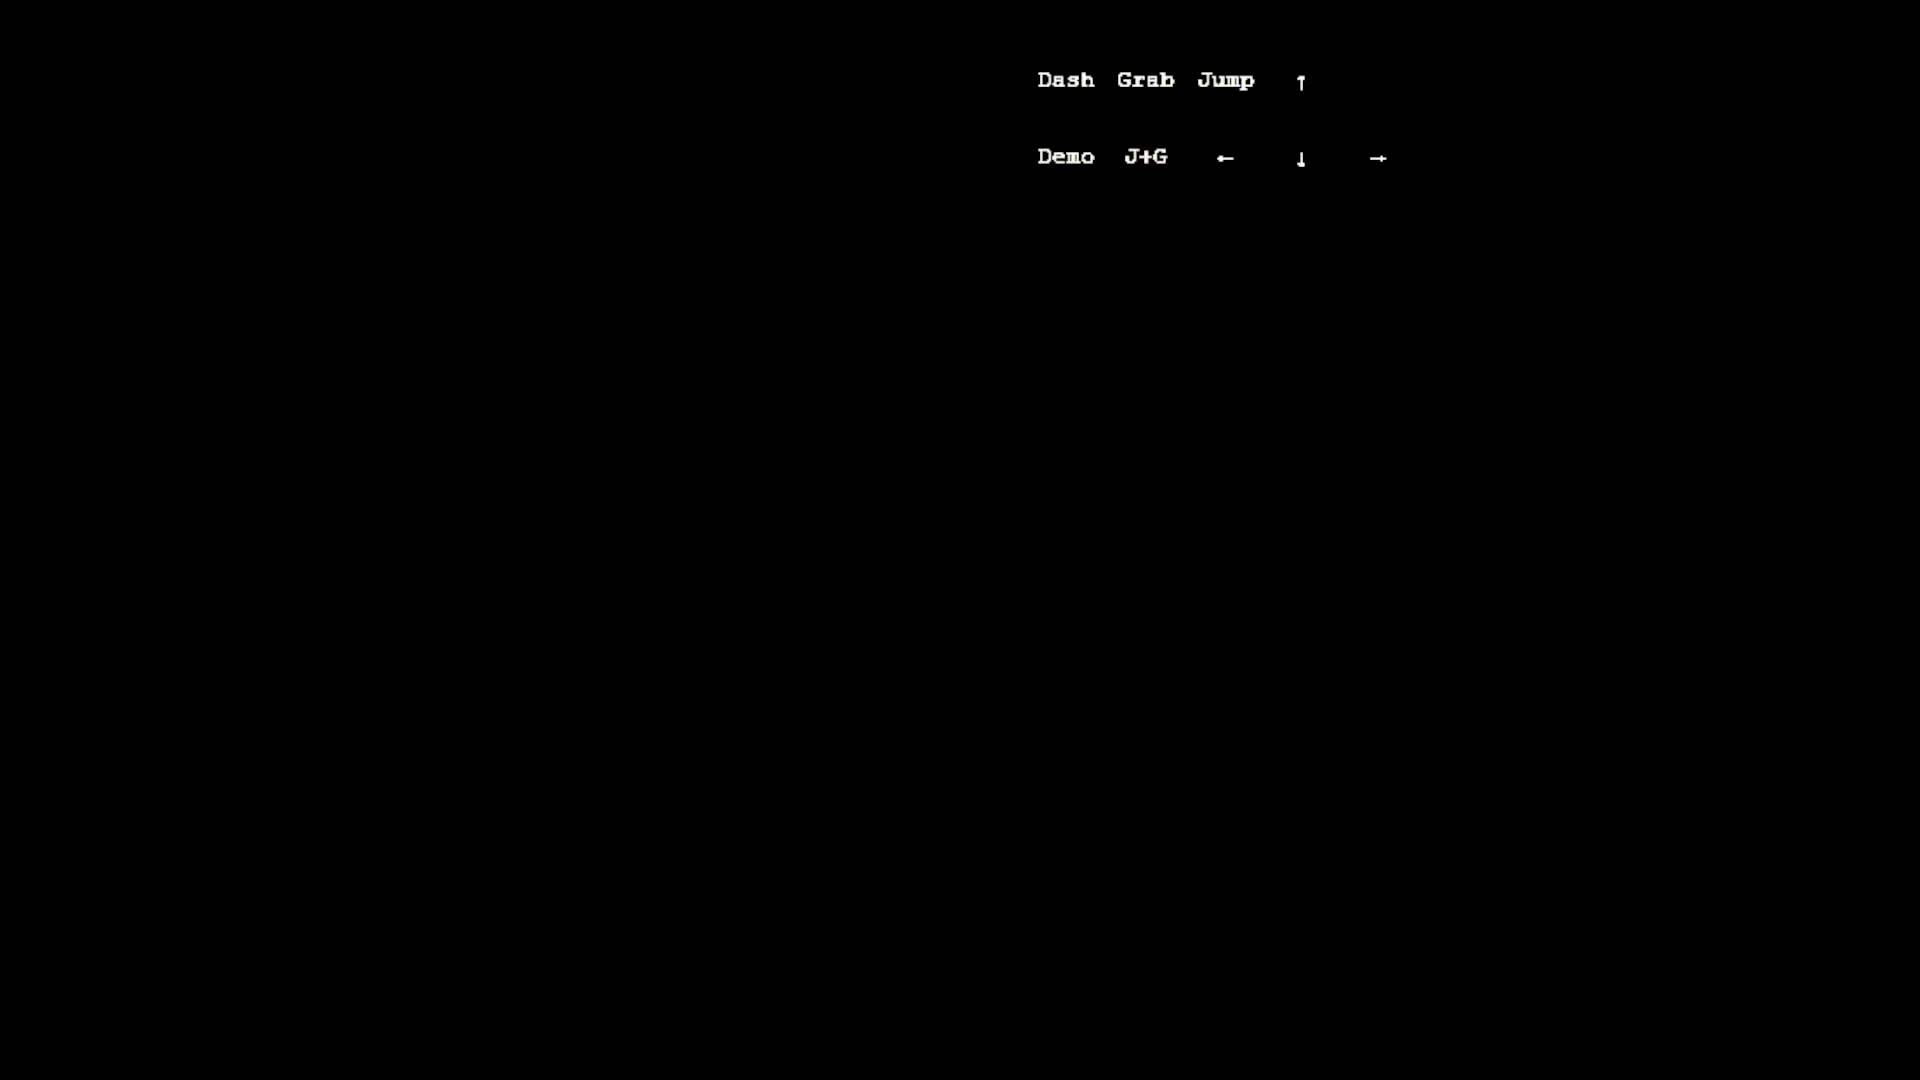 Dash Grab Jump ↑
Demo J+G ← ↓ →